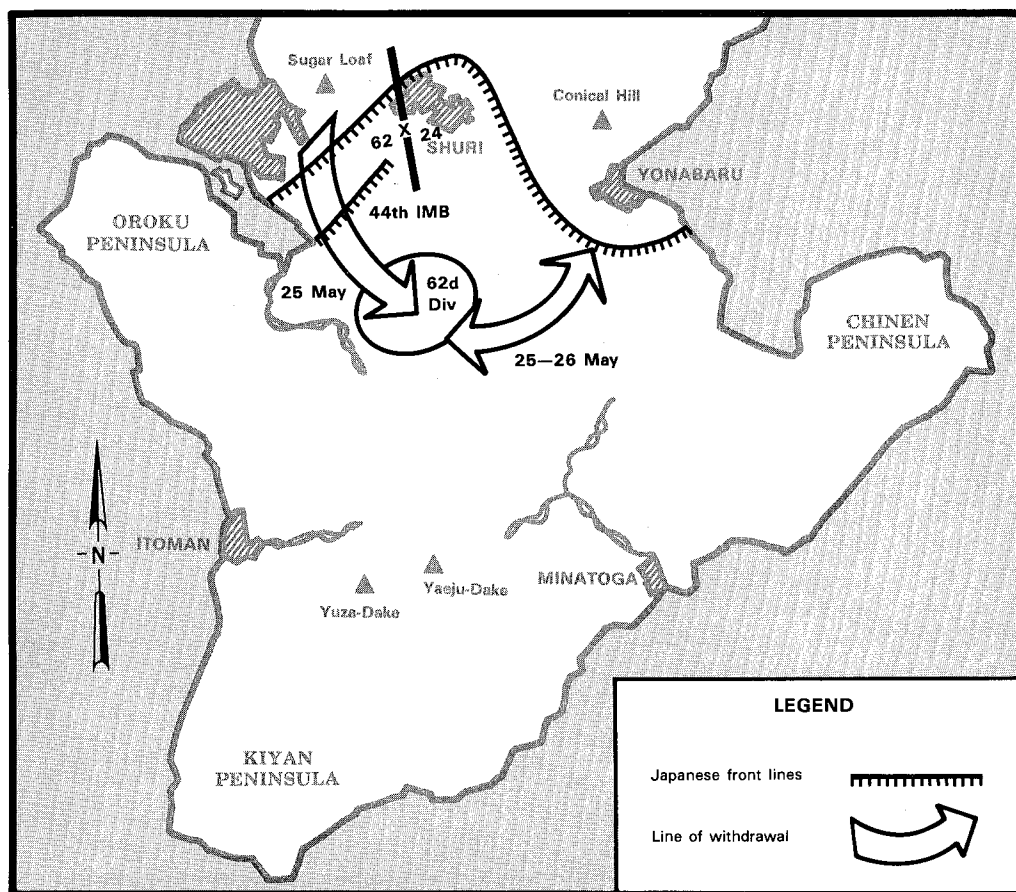 Sugar Loaf
Conical Hill
62 X 24
SHURI
YONABARU
44th IMB
OROKU
PENINSULA
25 May
62d
Div
CHINEN
PENINSULA
25—26 May
-N-
ITOMAN
MINATOGA
Yaeju-Dake
Yuza-Dake
KIYAN
PENINSULA
LEGEND
Japanese front lines
Line of withdrawal